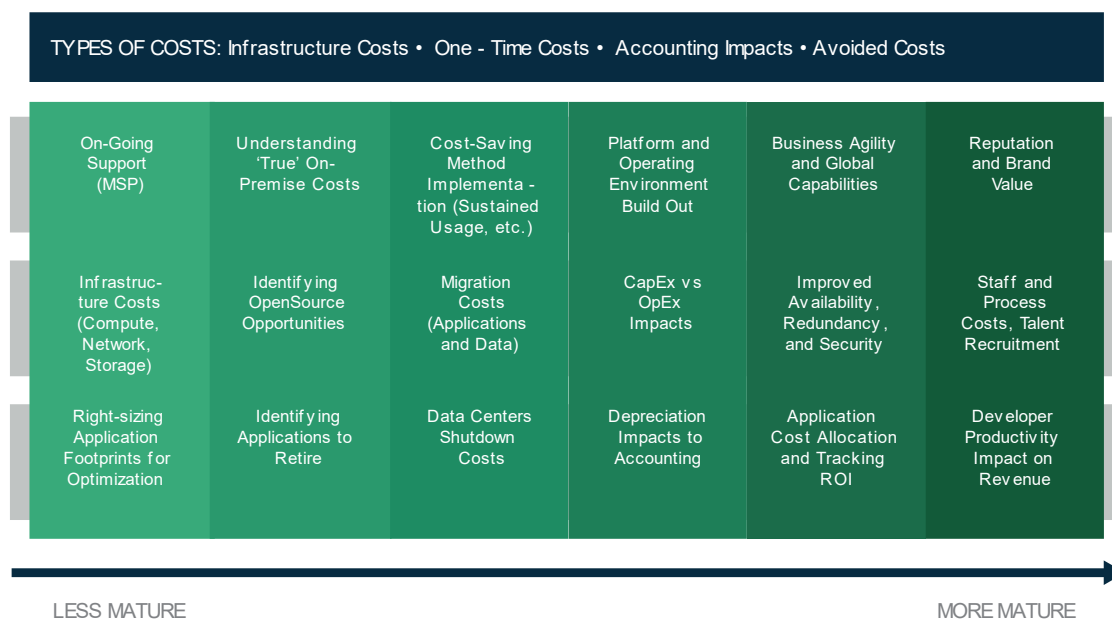 TYPES OF COSTS: Infrastructure Costs • One - Time Costs • Accounting Impacts • Avoided Costs
On-Going
Support
(MSP)
Understanding
‘True’ On-
Premise Costs
Cost-Saving
Method
Implementa -
tion (Sustained
Usage, etc.)
Platform and
Operating
Environment
Build Out
Business Agility
and Global
Capabilities
Reputation
and Brand
Value
Infrastruc-
ture Costs
(Compute,
Network,
Storage)
Identifying
OpenSource
Opportunities
Migration
Costs
(Applications
and Data)
CapEx vs
OpEx
Impacts
Improved
Availability,
Redundancy,
and Security
Staff and
Process
Costs, Talent
Recruitment
Right-sizing
Application
Footprints for
Optimization
Identifying
Applications to
Retire
Data Centers
Shutdown
Costs
Depreciation
Impacts to
Accounting
Application
Cost Allocation
and Tracking
ROI
Developer
Productivity
Impact on
Revenue
LESS MATURE
MORE MATURE